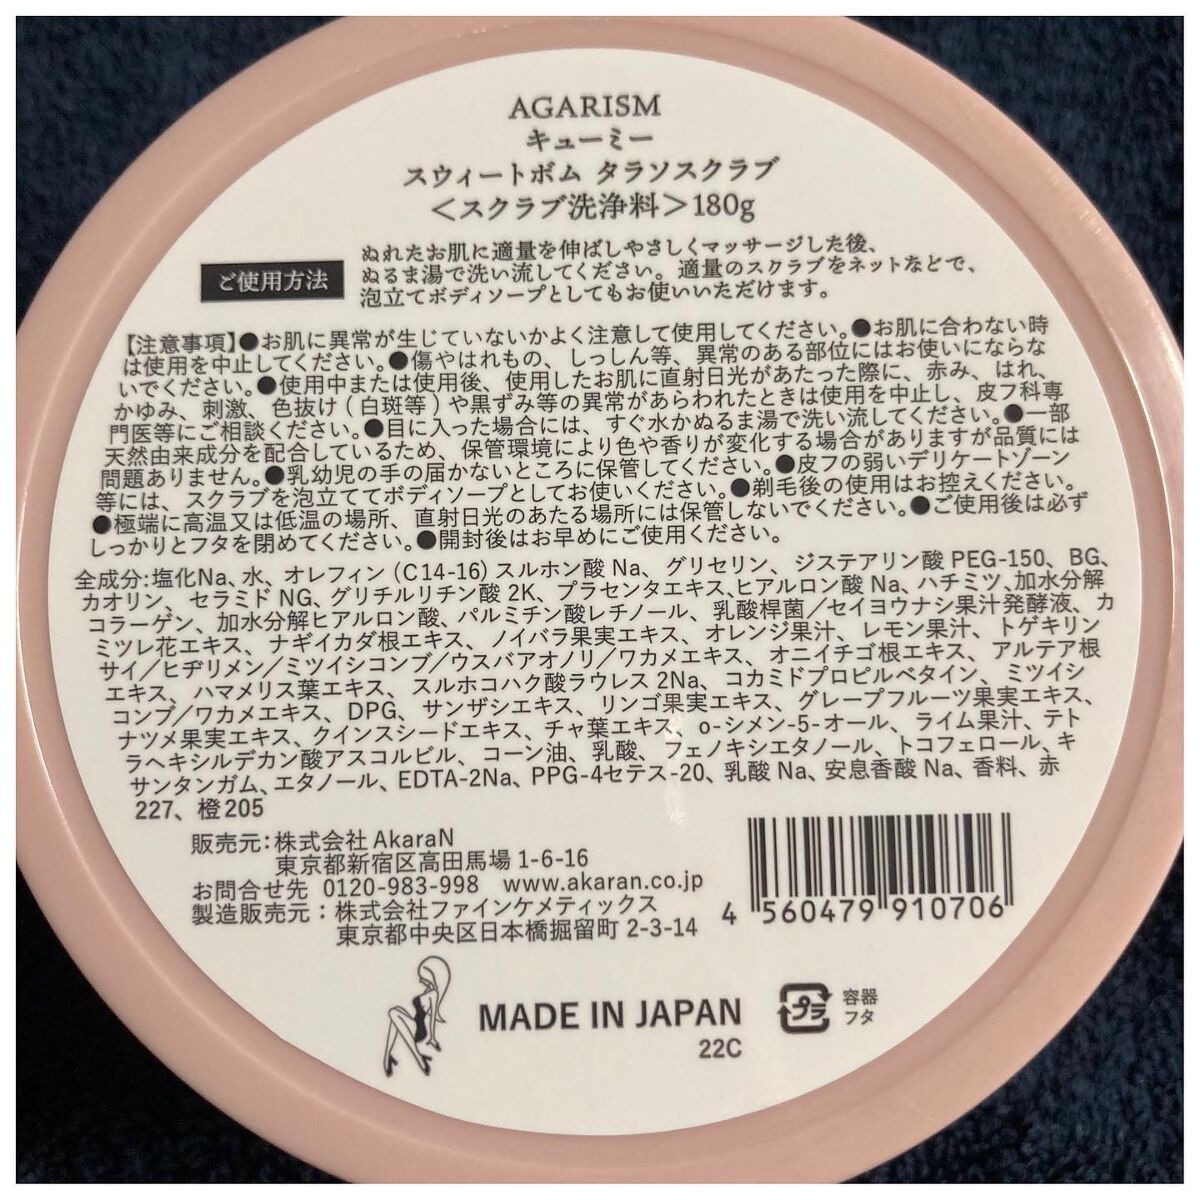 AGARISM
キューミー
スウィートボム タラソスクラブ
＜スクラブ洗浄料＞180g
ご使用方法
ぬれたお肌に適量を伸ばしやさしくマッサージした後、
ぬるま湯で洗い流してください。適量のスクラブをネットなどで、
泡立てボディソープとしてもお使いいただけます。
【注意事項】●お肌に異常が生じていないかよく注意して使用してください。●お肌に合わない時
は使用を中止してください。●傷やはれもの、しっしん等、異常のある部位にはお使いにならな
いでください。●使用中または使用後、使用したお肌に直射日光があたった際に、赤み、はれ、
かゆみ、刺激、色抜け(白斑等)や黒ずみ等の異常があらわれたときは使用を中止し、皮フ科専
門医等にご相談ください。●目に入った場合には、すぐ水かぬるま湯で洗い流してください。●一部
天然由来成分を配合しているため、保管環境により色や香りが変化する場合がありますが品質には
問題ありません。●乳幼児の手の届かないところに保管してください。●皮フの弱いデリケートゾーン
等には、スクラブを泡立ててボディソープとしてお使いください。●剃毛後の使用はお控えください。
●極端に高温又は低温の場所、直射日光のあたる場所には保管しないでください。●ご使用後は必ず
しっかりとフタを閉めてください。●開封後はお早めにご使用ください。
全成分:塩化Na、水、オレフィン(C14-16)スルホン酸Na、グリセリン、ジステアリン酸PEG-150、BG、
カオリン、セラミドNG、グリチルリチン酸2K、プラセンタエキス、ヒアルロン酸Na、ハチミツ、加水分解
コラーゲン、加水分解ヒアルロン酸、パルミチン酸レチノール、乳酸桿菌／セイヨウナシ果汁発酵液、カ
ミツレ花エキス、ナギイカダ根エキス、ノイバラ果実エキス、オレンジ果汁、レモン果汁、トゲキリン
サイ／ヒヂリメン／ミツイシコンブ／ウスバアオノリ／ワカメエキス、オニイチゴ根エキス、アルテア根
エキス、ハマメリス葉エキス、スルホコハク酸ラウレス2Na、コカミドプロピルベタイン、ミツイシ
コンブ／ワカメエキス、DPG、サンザシエキス、リンゴ果実エキス、グレープフルーツ果実エキス、
ナツメ果実エキス、クインスシードエキス、チャ葉エキス、o-シメン-5-オール、ライム果汁、テト
ラヘキシルデカン酸アスコルビル、コーン油、乳酸、フェノキシエタノール、トコフェロール、キ
サンタンガム、エタノール、EDTA-2Na、PPG-4セテス-20、乳酸Na、安息香酸Na、香料、赤
227、橙205
販売元：株式会社AkaraN
東京都新宿区高田馬場1-6-16
お問合せ先 0120-983-998 www.akaran.co.jp
製造販売元：株式会社ファインケメティックス
東京都中央区日本橋堀留町2-3-14
4 560479 910706
MADE IN JAPAN
22C
プラ
容器
フタ